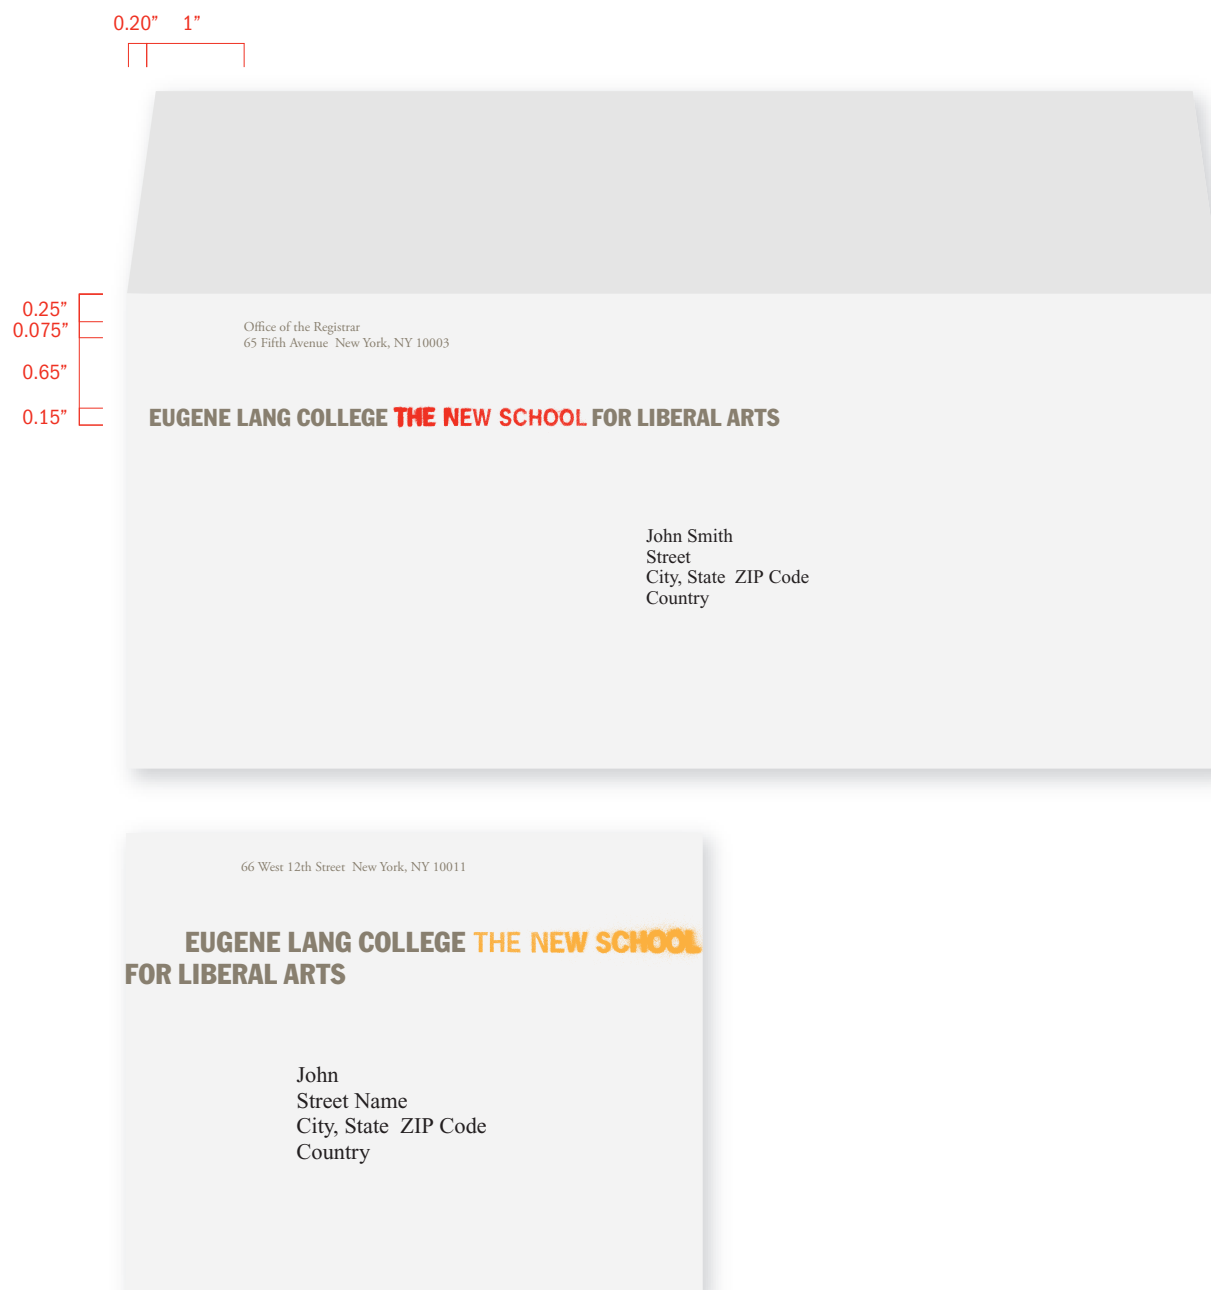 0.20” 1”
0.25”
0.075”
0.65”
0.15”
Office of the Registrar
65 Fifth Avenue  New York, NY 10003
EUGENE LANG COLLEGE THE NEW SCHOOL FOR LIBERAL ARTS
John Smith
Street
City, State  ZIP Code
Country
66 West 12th Street  New York, NY 10011
EUGENE LANG COLLEGE THE NEW SCHOOL
FOR LIBERAL ARTS
John
Street Name
City, State  ZIP Code
Country